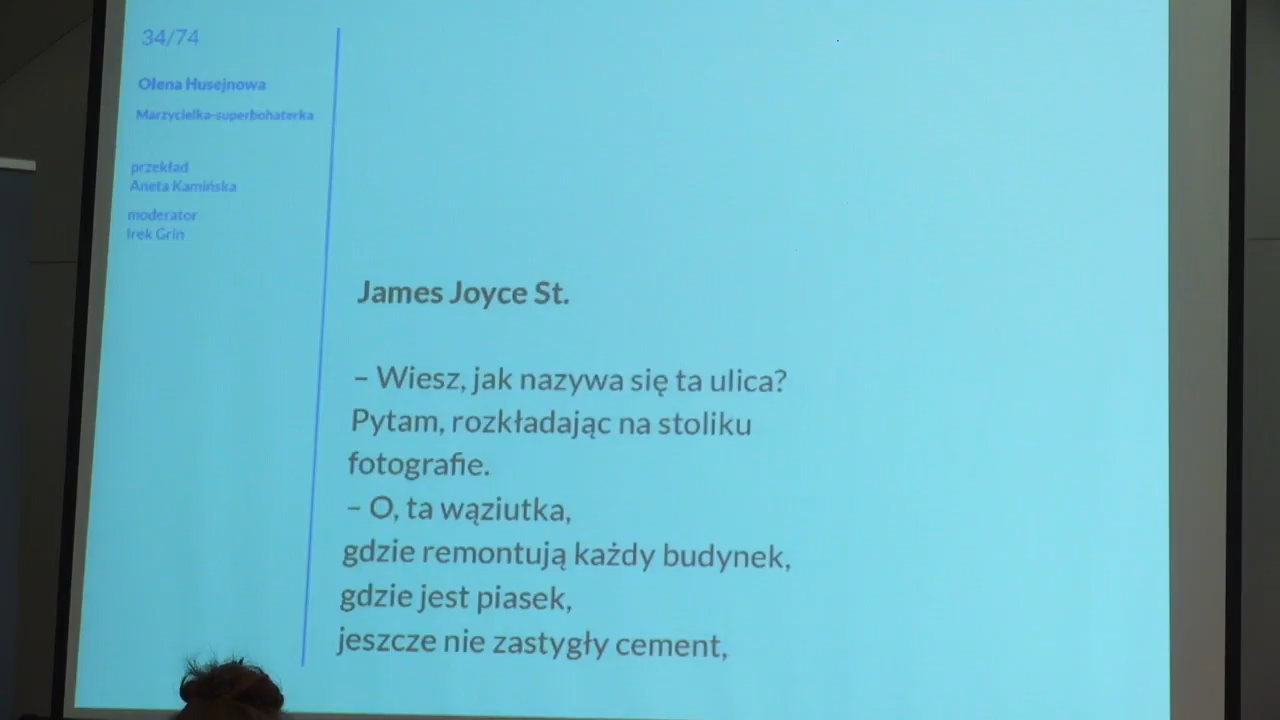 34/74
Olena Husejnowa
Marzycielka-superbohaterka
przekład
Aneta Kamińska
moderator
Irek Grin
James Joyce St.
– Wiesz, jak nazywa się ta ulica?
Pytam, rozkładając na stoliku
fotografie.
– O, ta wąziutka,
gdzie remontują każdy budynek,
gdzie jest piasek,
jeszcze nie zastygły cement,